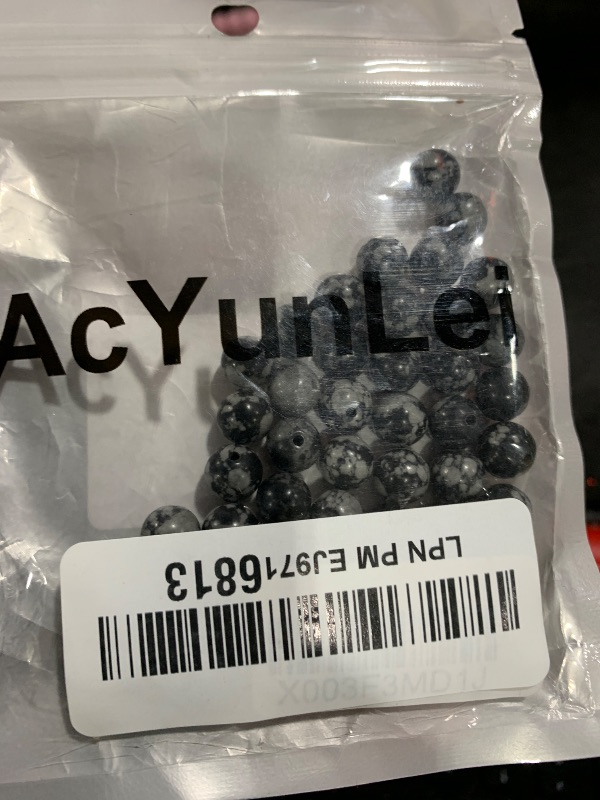 AcYunLei
LPN PM EJ9716813
X003F3MD1J